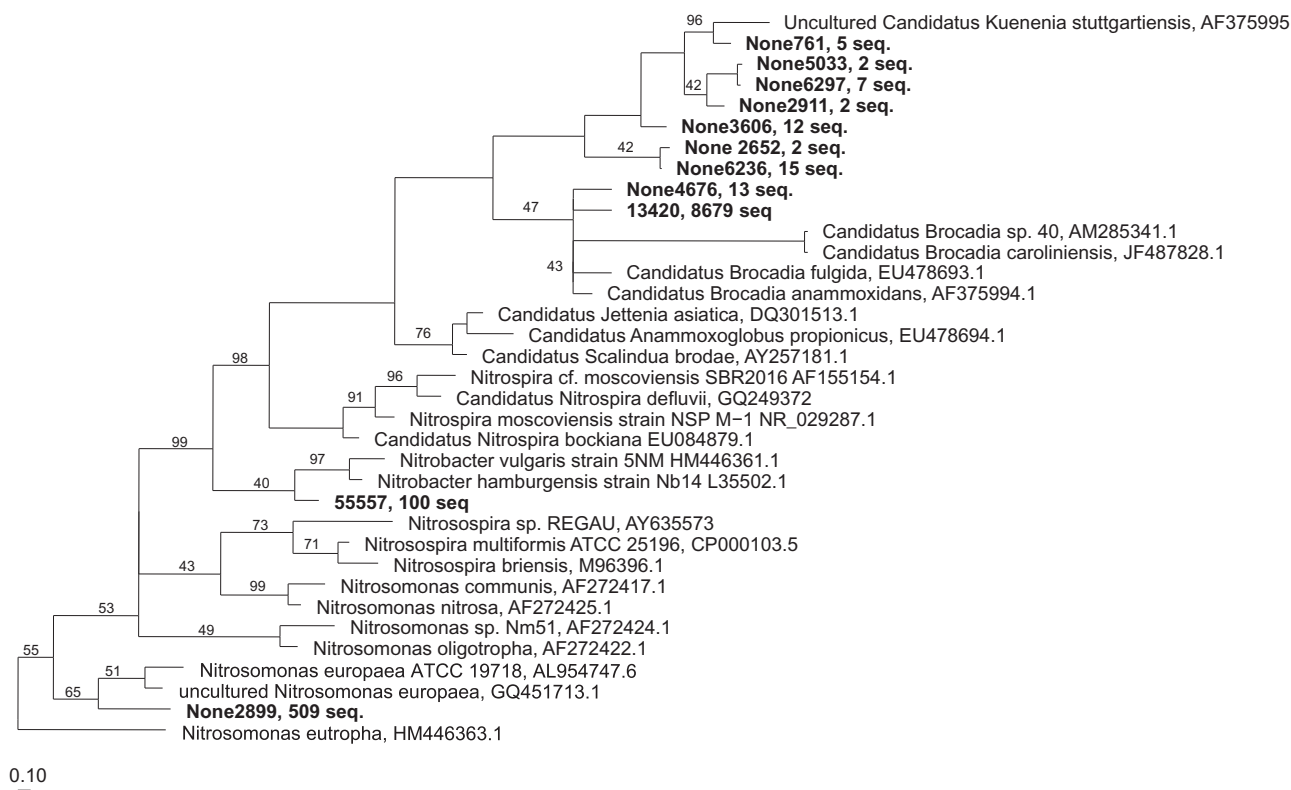 96
Uncultured Candidatus Kuenenia stuttgartiensis, AF375995
None761, 5 seq.
None5033, 2 seq.
42
None6297, 7 seq.
None2911, 2 seq.
None3606, 12 seq.
42
None 2652, 2 seq.
None6236, 15 seq.
None4676, 13 seq.
47
13420, 8679 seq
Candidatus Brocadia sp. 40, AM285341.1
Candidatus Brocadia caroliniensis, JF487828.1
43
Candidatus Brocadia fulgida, EU478693.1
Candidatus Brocadia anammoxidans, AF375994.1
Candidatus Jettenia asiatica, DQ301513.1
76
Candidatus Anammoxoglobus propionicus, EU478694.1
Candidatus Scalindua brodae, AY257181.1
98
96
Nitrospira cf. moscoviensis SBR2016 AF155154.1
Candidatus Nitrospira defluvii, GQ249372
91
Nitrospira moscoviensis strain NSP M−1 NR_029287.1
Candidatus Nitrospira bockiana EU084879.1
99
97
Nitrobacter vulgaris strain 5NM HM446361.1
40
Nitrobacter hamburgensis strain Nb14 L35502.1
55557, 100 seq
73
Nitrosospira sp. REGAU, AY635573
71
Nitrosospira multiformis ATCC 25196, CP000103.5
43
Nitrosospira briensis, M96396.1
99
Nitrosomonas communis, AF272417.1
Nitrosomonas nitrosa, AF272425.1
53
49
Nitrosomonas sp. Nm51, AF272424.1
Nitrosomonas oligotropha, AF272422.1
55
51
Nitrosomonas europaea ATCC 19718, AL954747.6
65
uncultured Nitrosomonas europaea, GQ451713.1
None2899, 509 seq.
Nitrosomonas eutropha, HM446363.1
0.10